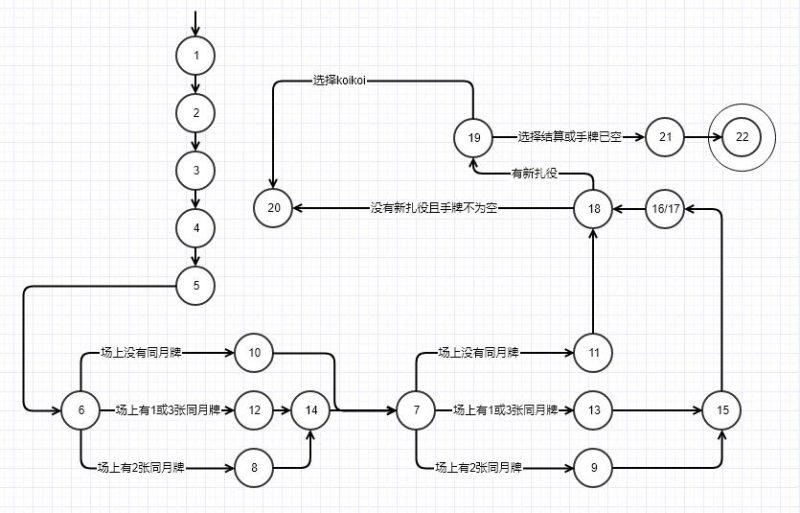 1
2
选择koikoi
19
选择结算或手牌已空
21
22
3
有新扎役
4
20
没有新扎役且手牌不为空
18
16/17
5
场上没有同月牌
10
场上没有同月牌
11
6
场上有1或3张同月牌
12
14
7
场上有1或3张同月牌
13
15
场上有2张同月牌
8
场上有2张同月牌
9